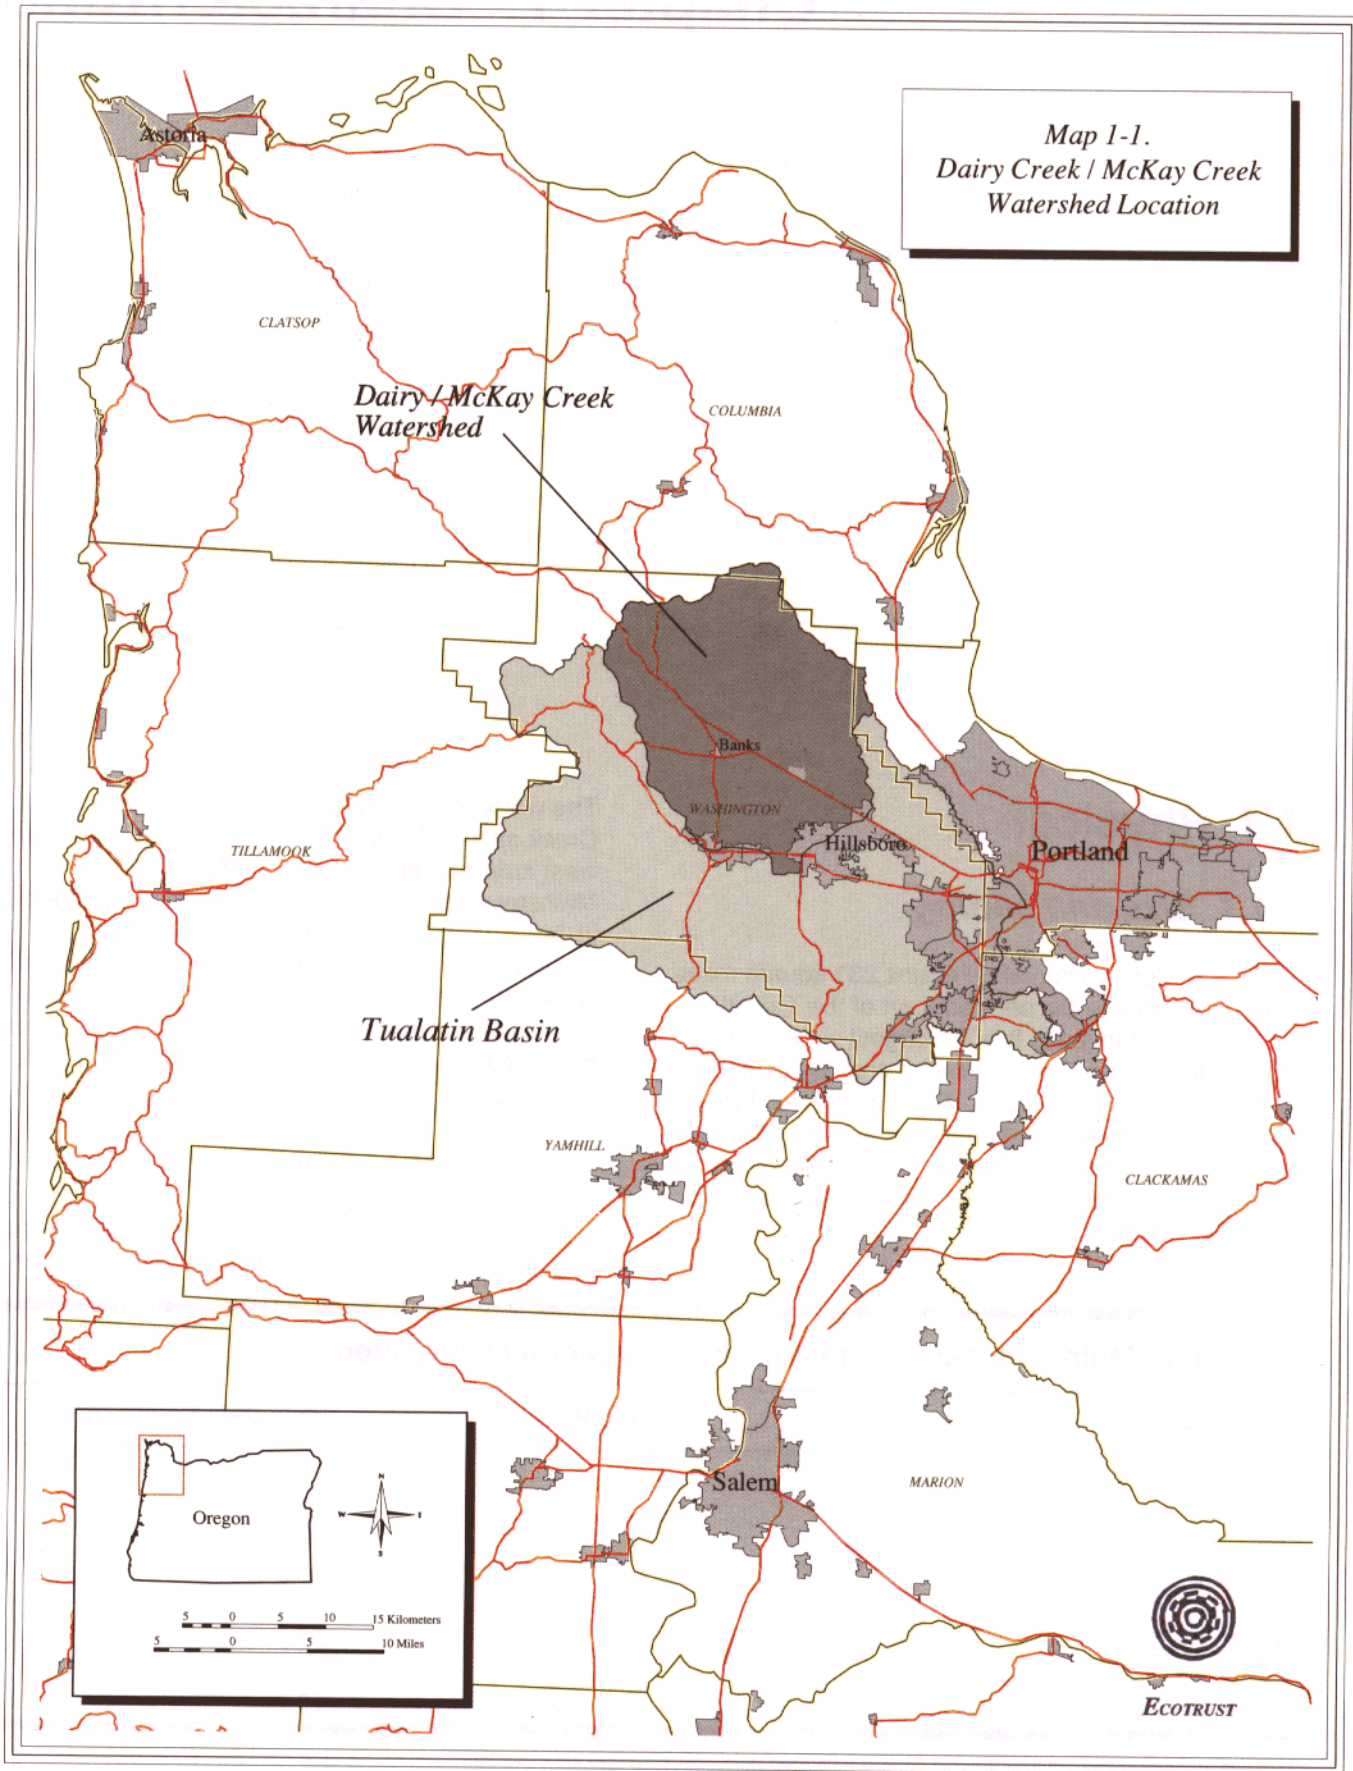 Map 1-1.
Dairy Creek / McKay Creek
Watershed Location
Astoria
CLATSOP
Dairy / McKay Creek
Watershed
COLUMBIA
Banks
WASHINGTON
Hillsboro
Portland
TILLAMOOK
Tualatin Basin
YAMHILL
CLACKAMAS
Salem
MARION
Oregon
N
W
S
5 0 5 10 15 Kilometers
5 0 5 10 Miles
ECOTRUST